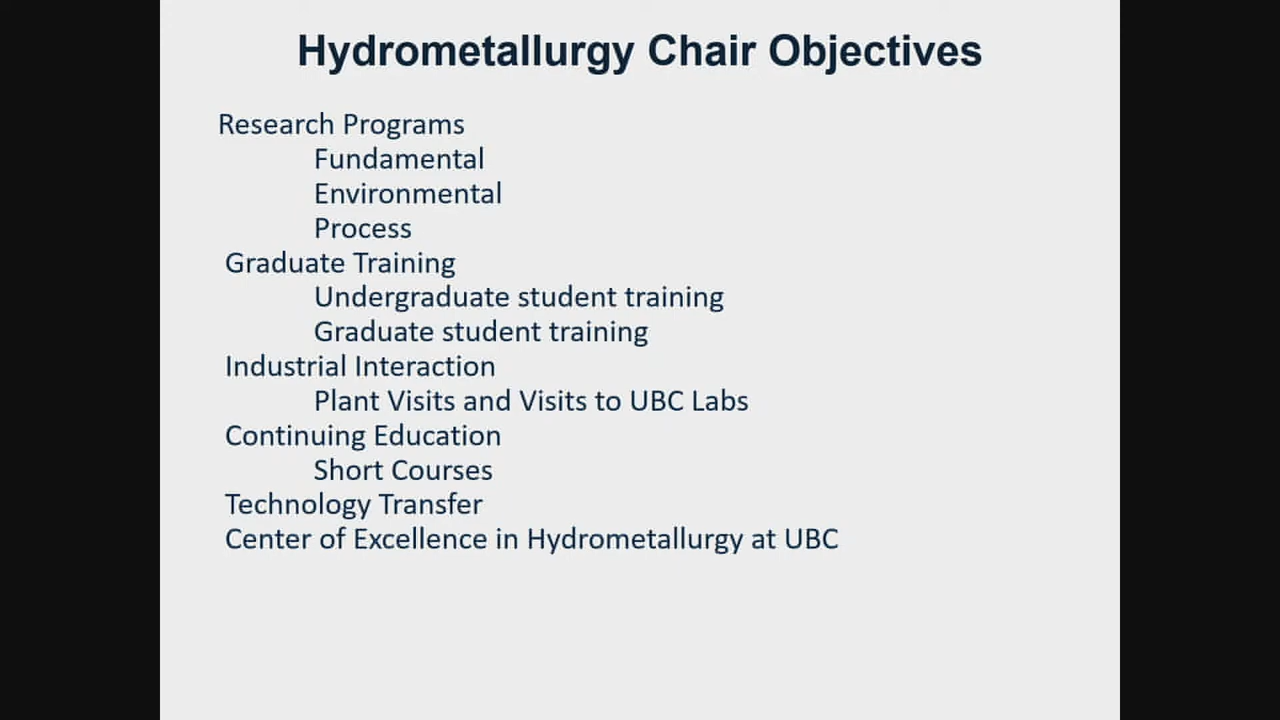 Hydrometallurgy Chair Objectives
Research Programs
Fundamental
Environmental
Process
Graduate Training
Undergraduate student training
Graduate student training
Industrial Interaction
Plant Visits and Visits to UBC Labs
Continuing Education
Short Courses
Technology Transfer
Center of Excellence in Hydrometallurgy at UBC